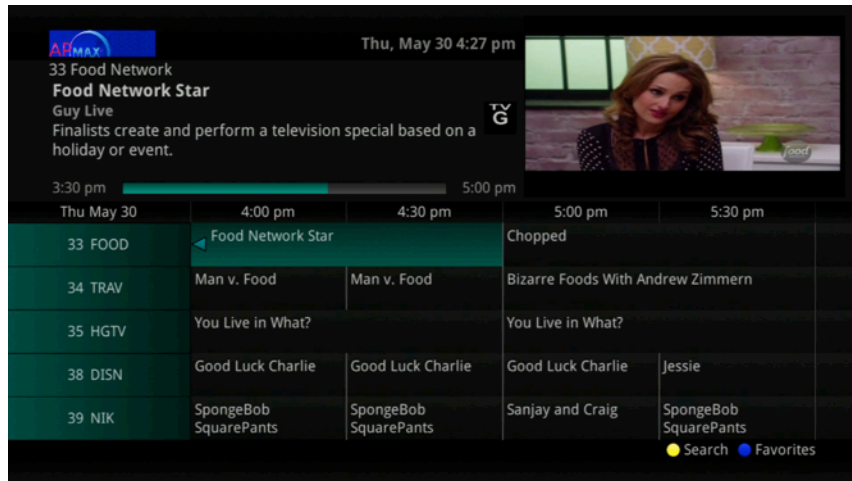 ARMAX
Thu, May 30 4:27 pm
33 Food Network
Food Network Star
Guy Live
Finalists create and perform a television special based on a
holiday or event.
TV
G
food
3:30 pm 5:00 pm
Thu May 30 4:00 pm 4:30 pm 5:00 pm 5:30 pm
33 FOOD Food Network Star Chopped
34 TRAV Man v. Food Man v. Food Bizarre Foods With Andrew Zimmern
35 HGTV You Live in What? You Live in What?
38 DISN Good Luck Charlie Good Luck Charlie Good Luck Charlie Jessie
39 NIK SpongeBob SpongeBob Sanjay and Craig SpongeBob
SquarePants SquarePants SquarePants
Search Favorites